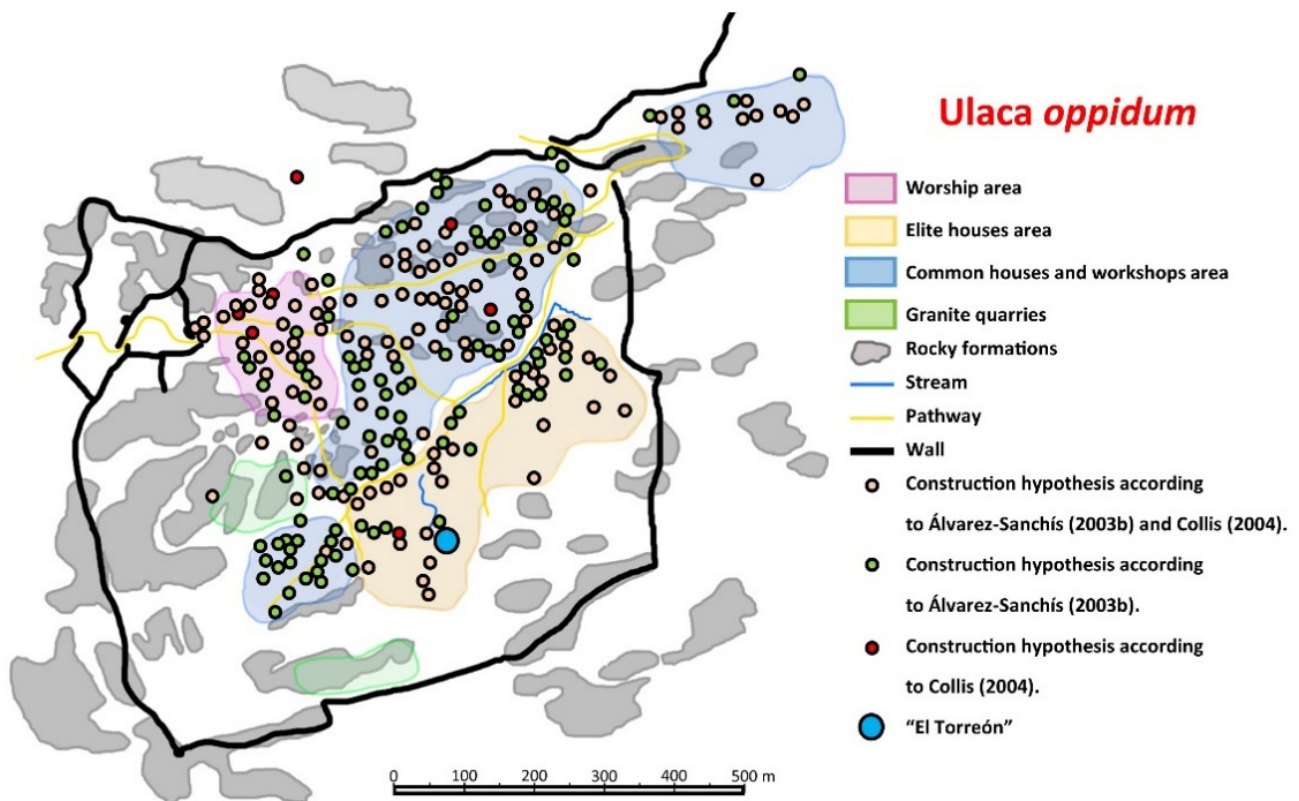 Ulaca oppidum
Worship area
Elite houses area
Common houses and workshops area
Granite quarries
Rocky formations
Stream
Pathway
Wall
Construction hypothesis according
to Álvarez-Sanchís (2003b) and Collis (2004).
Construction hypothesis according
to Álvarez-Sanchís (2003b).
Construction hypothesis according
to Collis (2004).
“El Torreón”
0 100 200 300 400 500 m